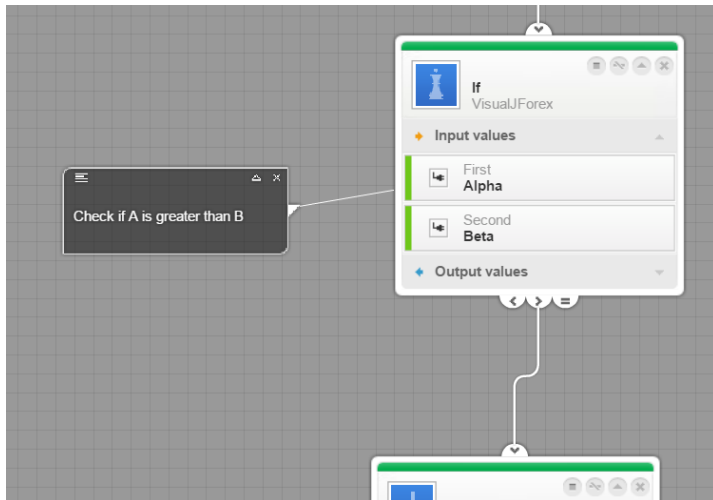 If
VisualJForex
Input values
Check if A is greater than B
First
Alpha
Second
Beta
Output values